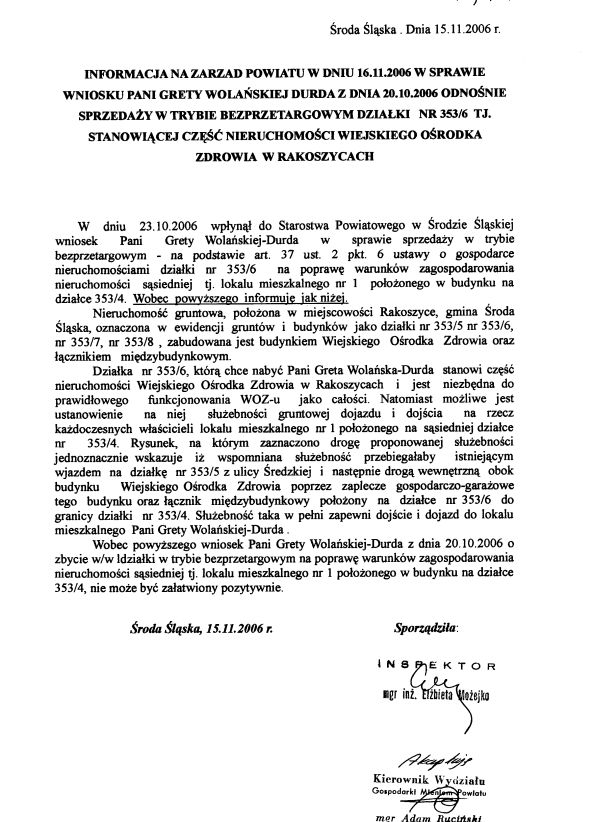 Środa Śląska . Dnia 15.11.2006 r.
INFORMACJA NA ZARZAD POWIATU W DNIU 16.11.2006 W SPRAWIE
WNIOSKU PANI GRETY WOLAŃSKIEJ DURDA Z DNIA 20.10.2006 ODNOŚNIE
SPRZEDAŻY W TRYBIE BEZPRZETARGOWYM DZIAŁKI NR 353/6 TJ.
STANOWIĄCEJ CZĘŚĆ NIERUCHOMOŚCI WIEJSKIEGO OŚRODKA
ZDROWIA W RAKOSZYCACH
W dniu 23.10.2006 wpłynął do Starostwa Powiatowego w Środzie Śląskiej
wniosek Pani Grety Wolańskiej-Durda w sprawie sprzedaży w trybie
bezprzetargowym - na podstawie art. 37 ust. 2 pkt. 6 ustawy o gospodarce
nieruchomościami działki nr 353/6 na poprawę warunków zagospodarowania
nieruchomości sąsiedniej tj. lokalu mieszkalnego nr 1 położonego w budynku na
działce 353/4. Wobec powyższego informuję jak niżej.
Nieruchomość gruntowa, położona w miejscowości Rakoszyce, gmina Środa
Śląska, oznaczona w ewidencji gruntów i budynków jako działki nr 353/5 nr 353/6,
nr 353/7, nr 353/8 , zabudowana jest budynkiem Wiejskiego Ośrodka Zdrowia oraz
łącznikiem międzybudynkowym.
Działka nr 353/6, którą chce nabyć Pani Greta Wolańska-Durda stanowi część
nieruchomości Wiejskiego Ośrodka Zdrowia w Rakoszycach i jest niezbędna do
prawidłowego funkcjonowania WOZ-u jako całości. Natomiast możliwe jest
ustanowienie na niej służebności gruntowej dojazdu i dojścia na rzecz
każdoczesnych właścicieli lokalu mieszkalnego nr 1 położonego na sąsiedniej działce
nr 353/4. Rysunek, na którym zaznaczono drogę proponowanej służebności
jednoznacznie wskazuje iż wspomniana służebność przebiegałaby istniejącym
wjazdem na działkę nr 353/5 z ulicy Średzkiej i następnie drogą wewnętrzną obok
budynku Wiejskiego Ośrodka Zdrowia poprzez zaplecze gospodarczo-garażowe
tego budynku oraz łącznik międzybudynkowy położony na działce nr 353/6 do
granicy działki nr 353/4. Służebność taka w pełni zapewni dojście i dojazd do lokalu
mieszkalnego Pani Grety Wolańskiej-Durda .
Wobec powyższego wniosek Pani Grety Wolańskiej-Durda z dnia 20.10.2006 o
zbycie w/w ldziałki w trybie bezprzetargowym na poprawę warunków zagospodarowania
nieruchomości sąsiedniej tj. lokalu mieszkalnego nr 1 położonego w budynku na działce
353/4, nie może być załatwiony pozytywnie.
Środa Śląska, 15.11.2006 r.
Sporządziła:
INSPEKTOR
mgr inż. Elżbieta Możejko
Akceptuję
Kierownik Wydziału
Gospodarki Mieniem Powiatu
mgr Adam Ruciński